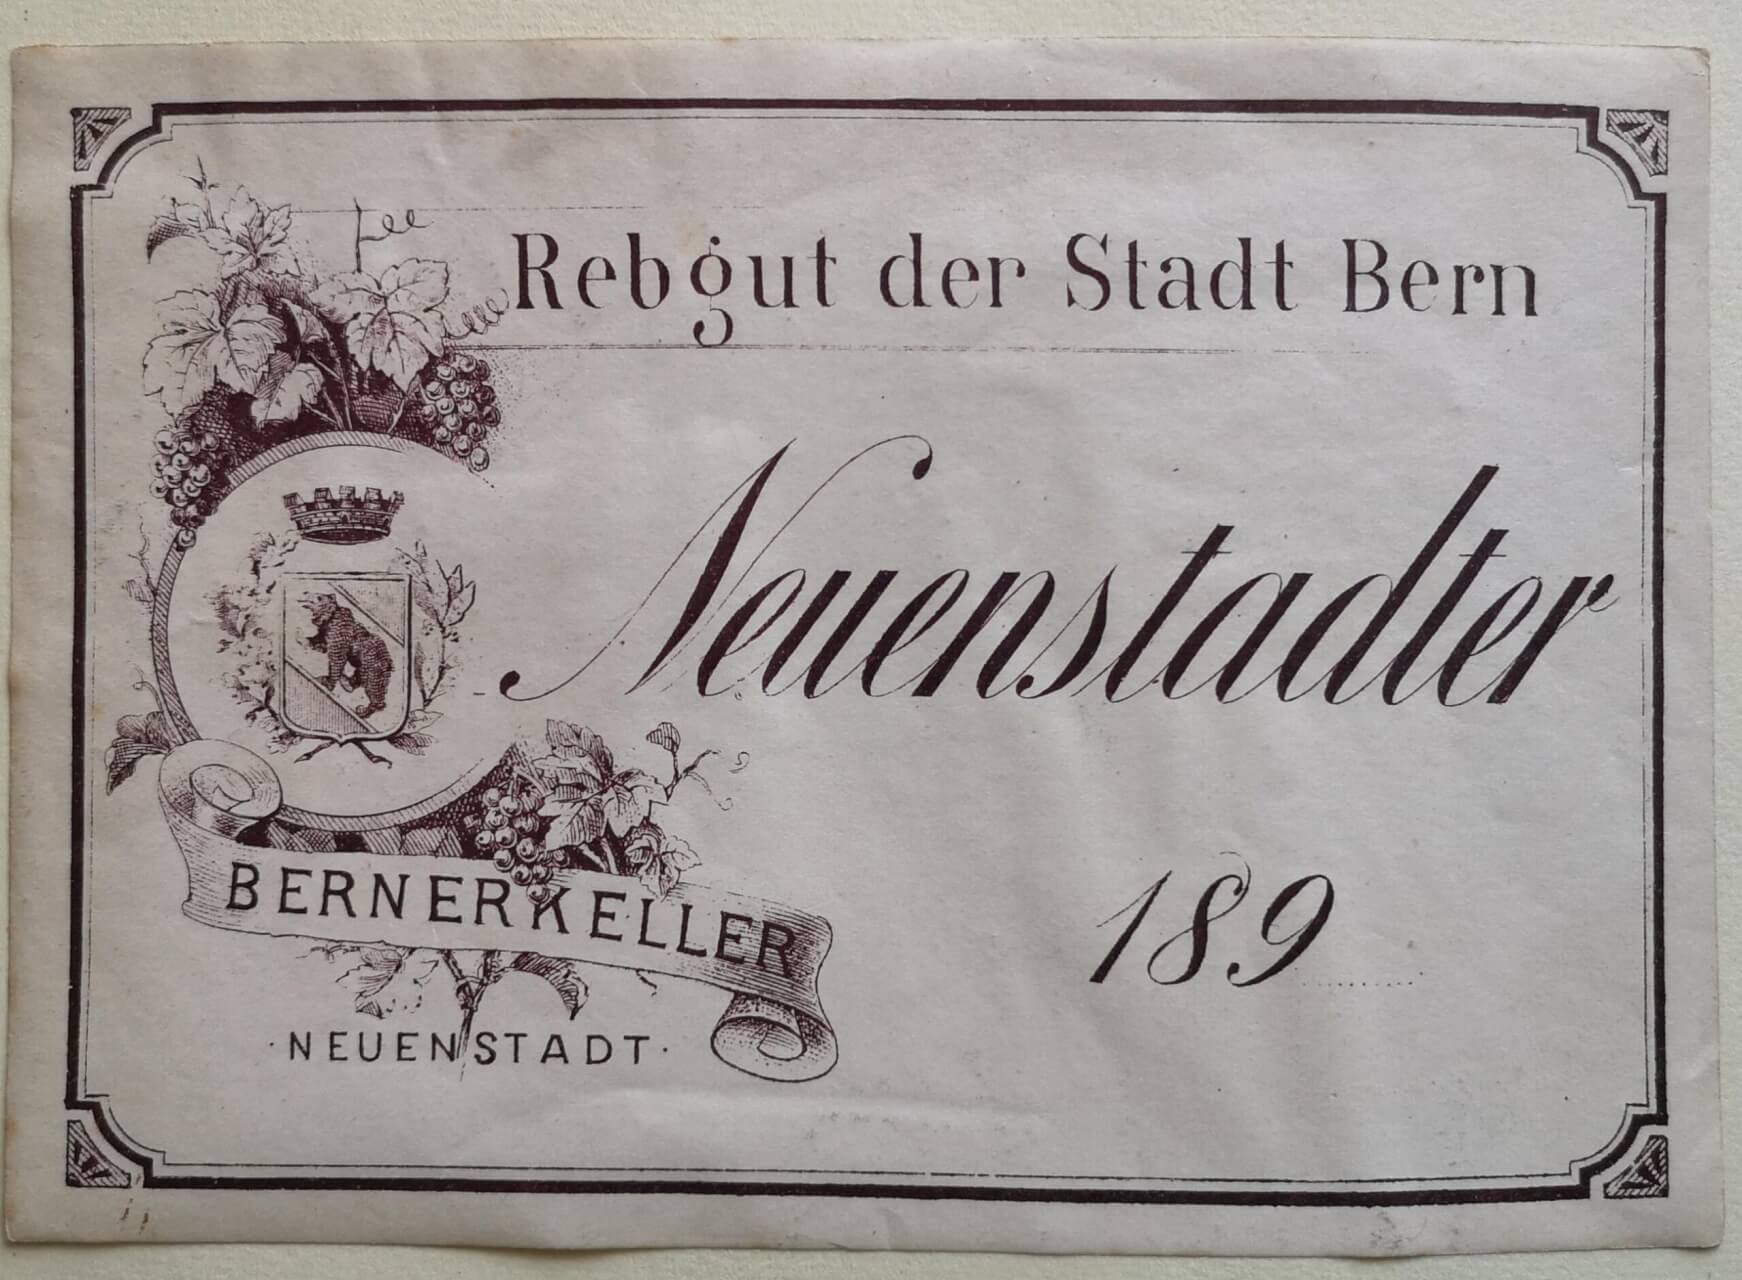 Rebgut der Stadt Bern
Neuenstadter
189.........
BERNERKELLER
·NEUENSTADT·